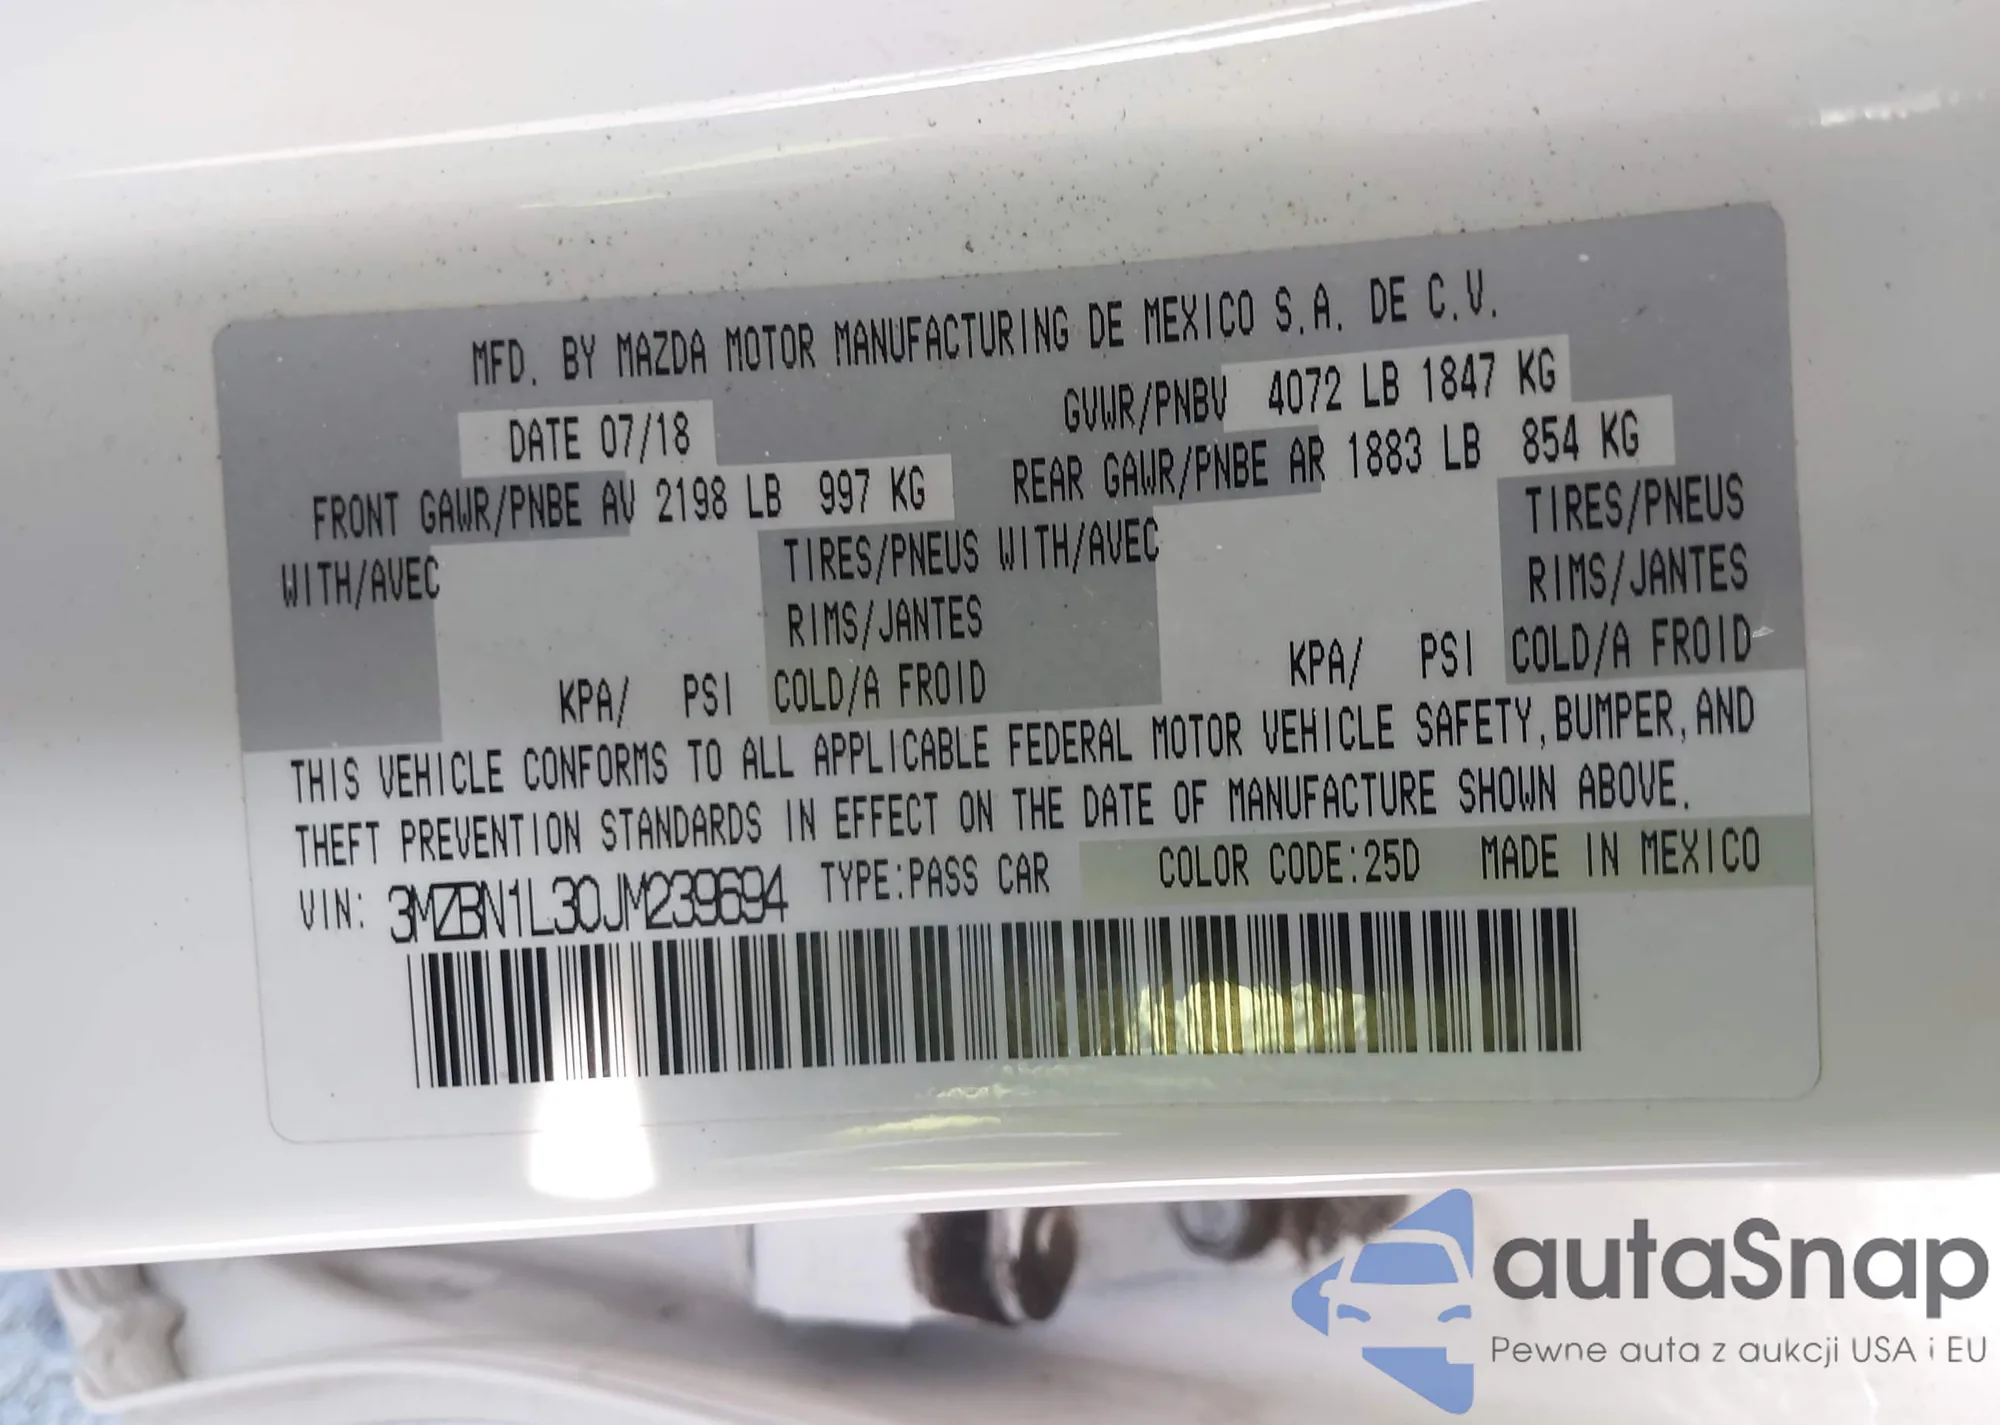 MFD. BY MAZDA MOTOR MANUFACTURING DE MEXICO S.A. DE C.V.
DATE 07/18 GVWR/PNBV 4072 LB 1847 KG
FRONT GAWR/PNBE AV 2198 LB 997 KG REAR GAWR/PNBE AR 1883 LB 854 KG
WITH/AVEC TIRES/PNEUS WITH/AVEC TIRES/PNEUS
RIMS/JANTES RIMS/JANTES
KPA/ PSI COLD/A FROID KPA/ PSI COLD/A FROID
THIS VEHICLE CONFORMS TO ALL APPLICABLE FEDERAL MOTOR VEHICLE SAFETY, BUMPER, AND
THEFT PREVENTION STANDARDS IN EFFECT ON THE DATE OF MANUFACTURE SHOWN ABOVE.
VIN: 3MZBN1L30JM239694 TYPE:PASS CAR COLOR CODE:25D MADE IN MEXICO
autaSnap
Pewne auta z aukcji USA i EU